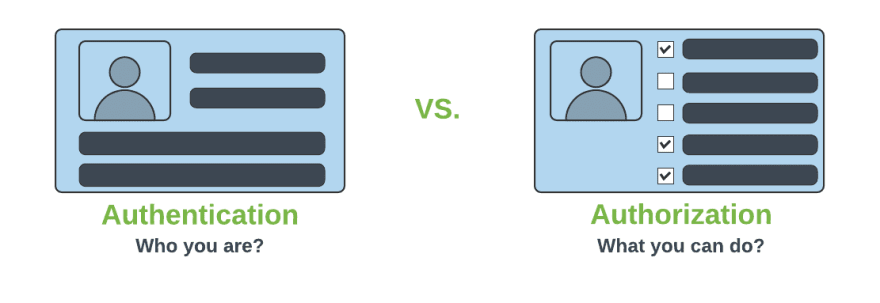 VS.
Authentication
Who you are?
Authorization
What you can do?